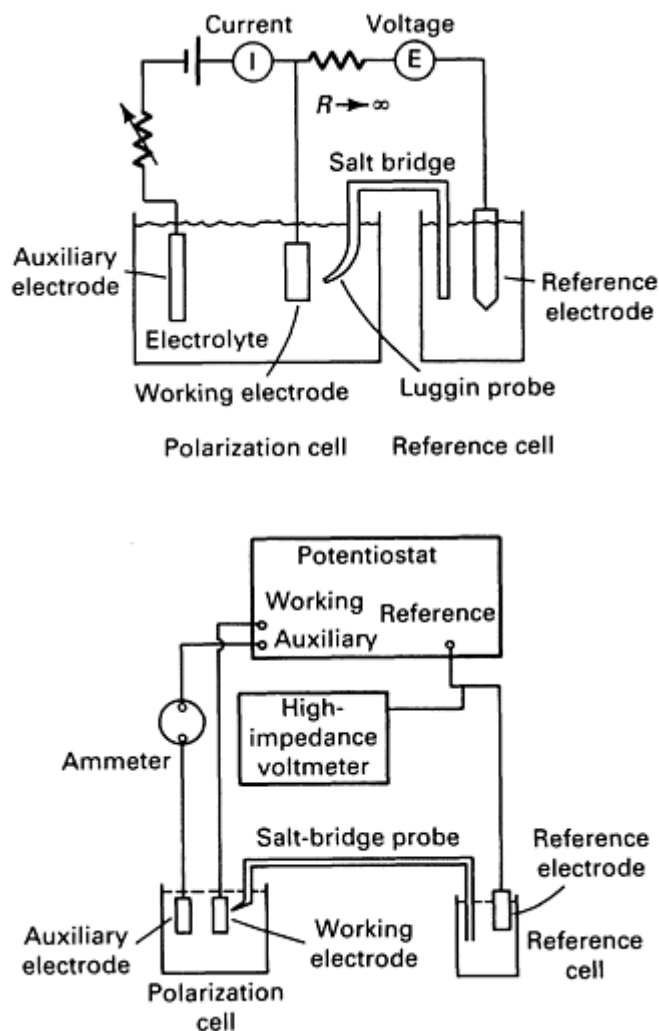 Current
Voltage
I
E
R → ∞
Salt bridge
Auxiliary
electrode
Electrolyte
Reference
electrode
Working electrode
Luggin probe
Polarization cell
Reference cell
Potentiostat
Working
Reference
Auxiliary
High-
impedance
voltmeter
Ammeter
Salt-bridge probe
Reference
electrode
Auxiliary
electrode
Working
electrode
Reference
cell
Polarization
cell